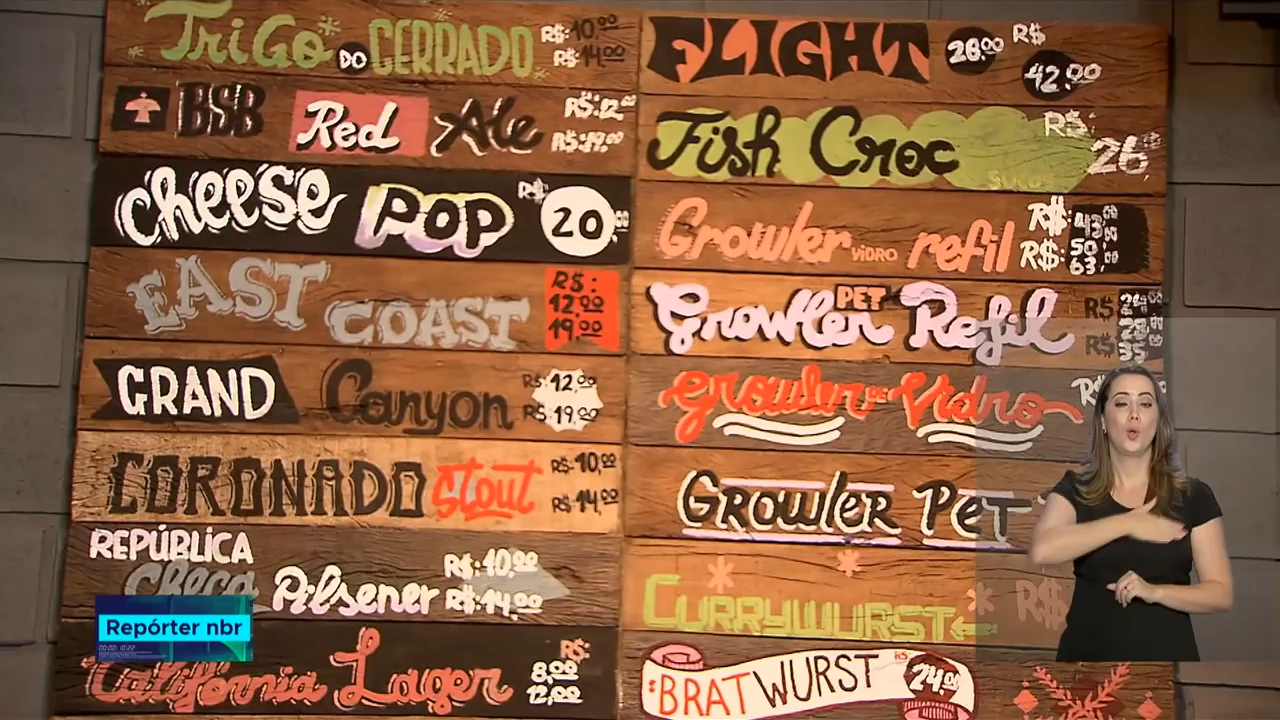 TriGo DO CERRADO R$:10,00
R$:14,00
BSB Red Ale R$:12,00
R$:19,00
Cheese POP R$ 20,00
EAST COAST R$:
12,00
19,00
GRAND Canyon R$:12,00
R$:19,00
CORONADO Stout R$:10,00
R$:14,00
REPÚBLICA
Checa Pilsener R$:10,00
R$:14,00
California Lager R$:
8,00
12,00
FLIGHT 28,00 R$
42,00
Fish Croc R$:
26,
Growler VIDRO refil R$: 43,00
R$: 50,00
63,00
Growler PET Refil R$
R$
Growler de Vidro R$
Growler PET
CURRYWURST R$
BRATWURST R$ 24,00
Repórter nbr